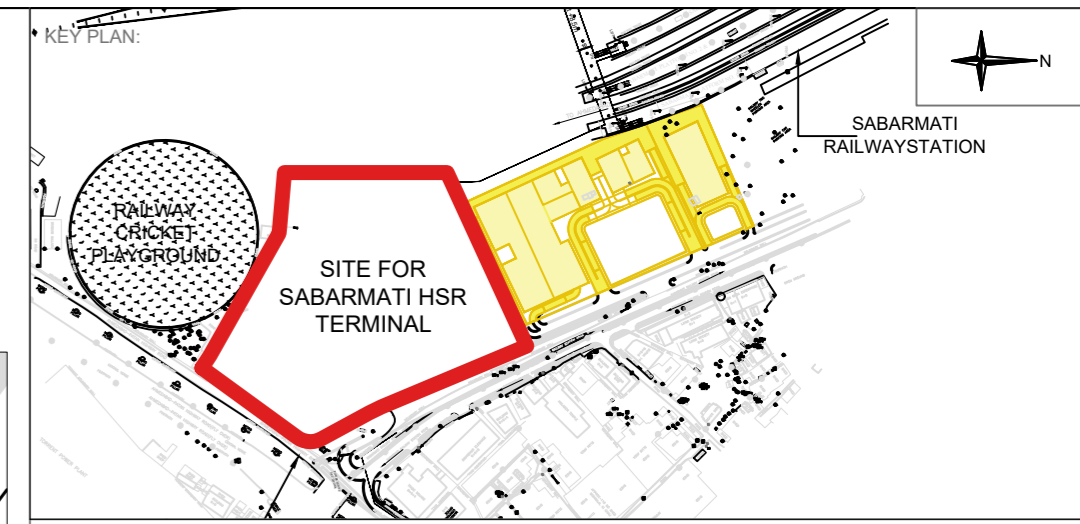 KEY PLAN:
N
SABARMATI
RAILWAYSTATION
RAILWAY
CRICKET
PLAYGROUND
SITE FOR
SABARMATI HSR
TERMINAL